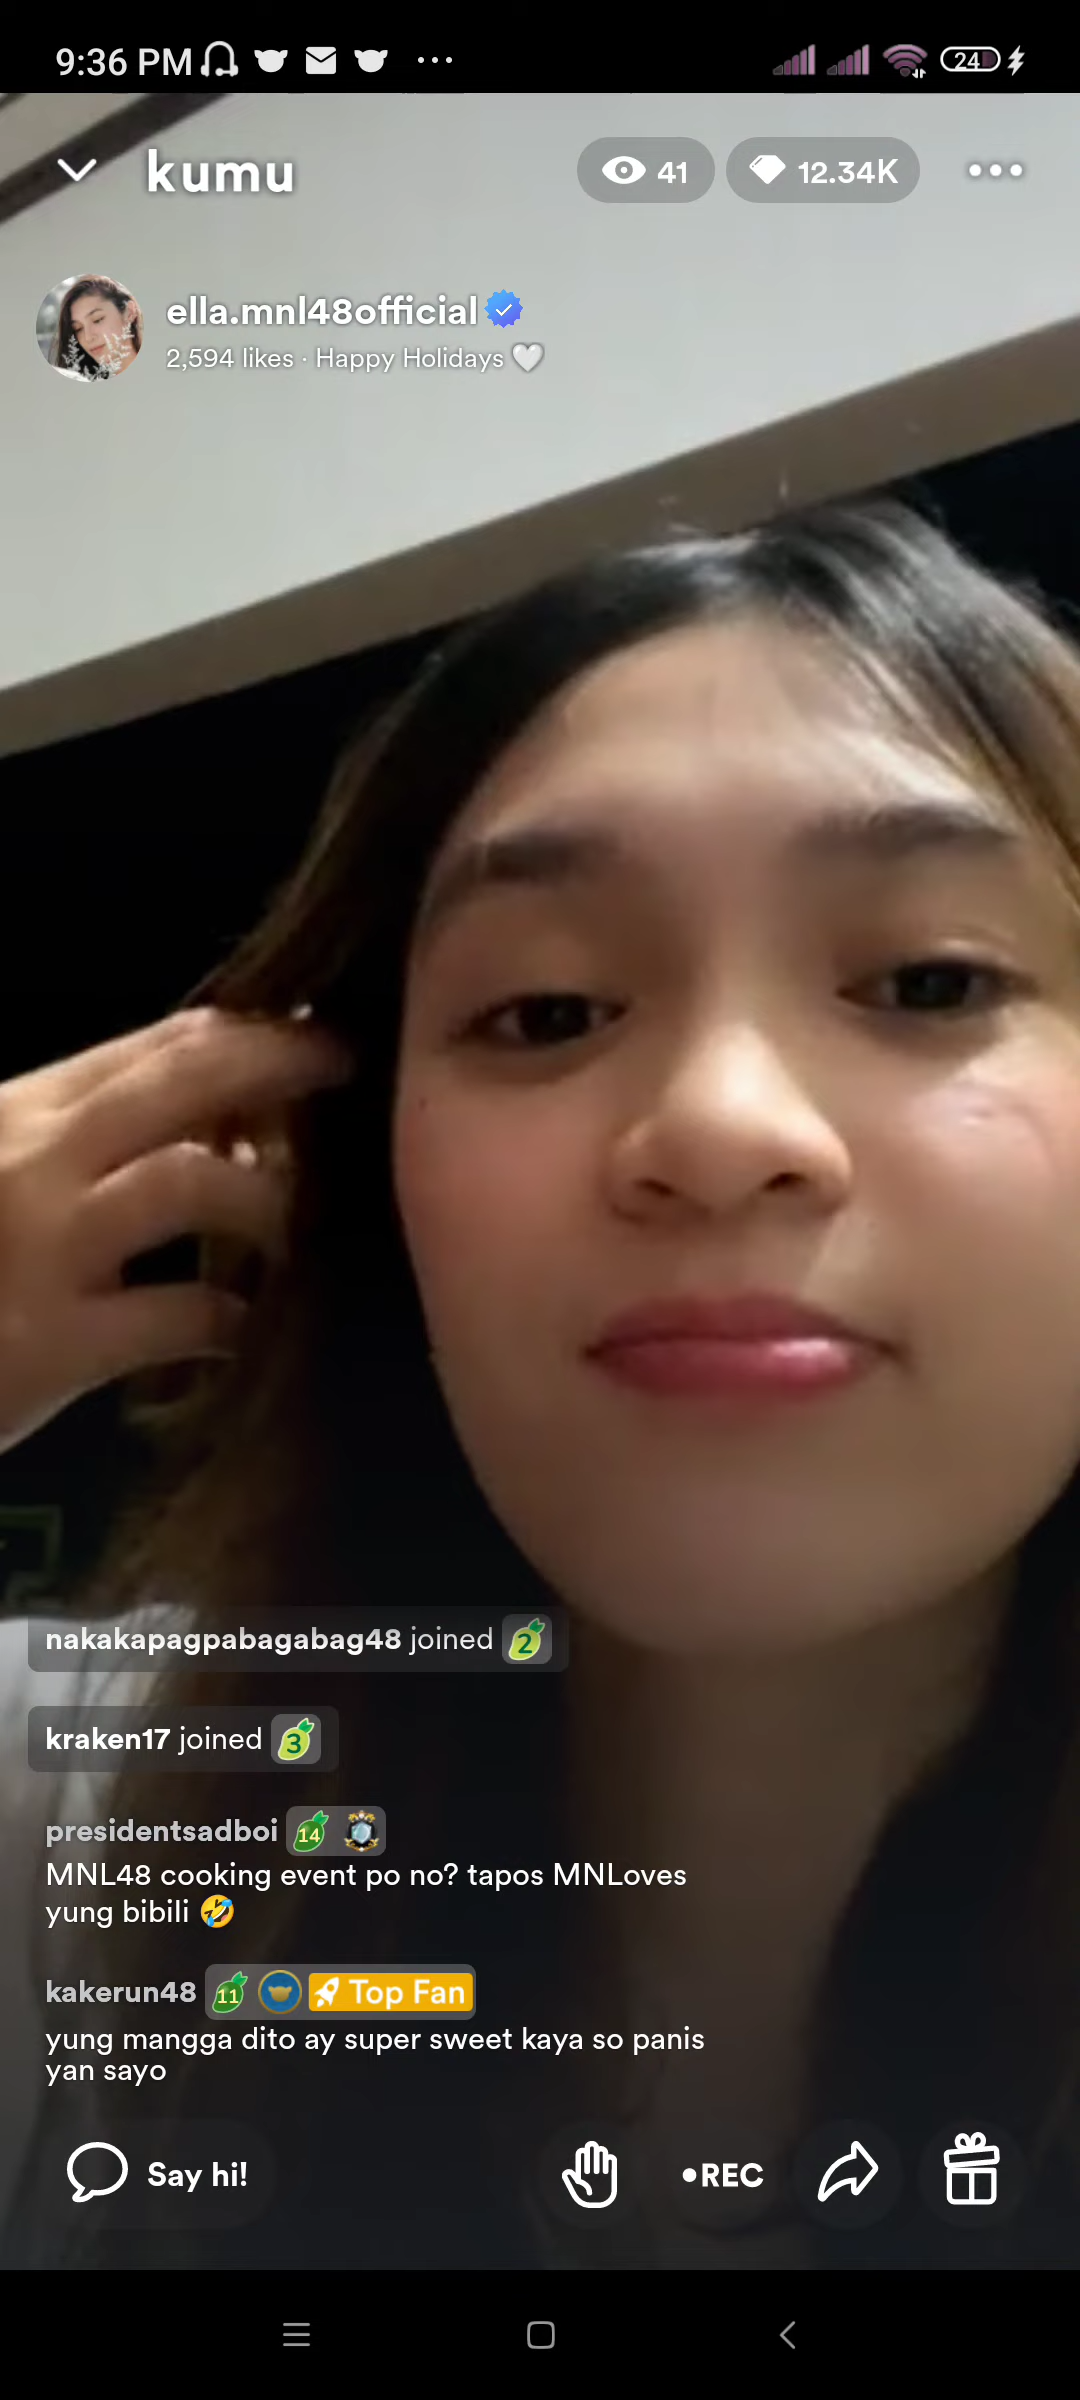 9:36 PM
24
kumu
41
12.34K
ella.mnl48official
2,594 likes · Happy Holidays 🤍
nakakapagpabagabag48 joined 2
kraken17 joined 3
presidentsadboi 14
MNL48 cooking event po no? tapos MNLoves
yung bibili 🤣
kakerun48 11 Top Fan
yung mangga dito ay super sweet kaya so panis
yan sayo
Say hi!
•REC